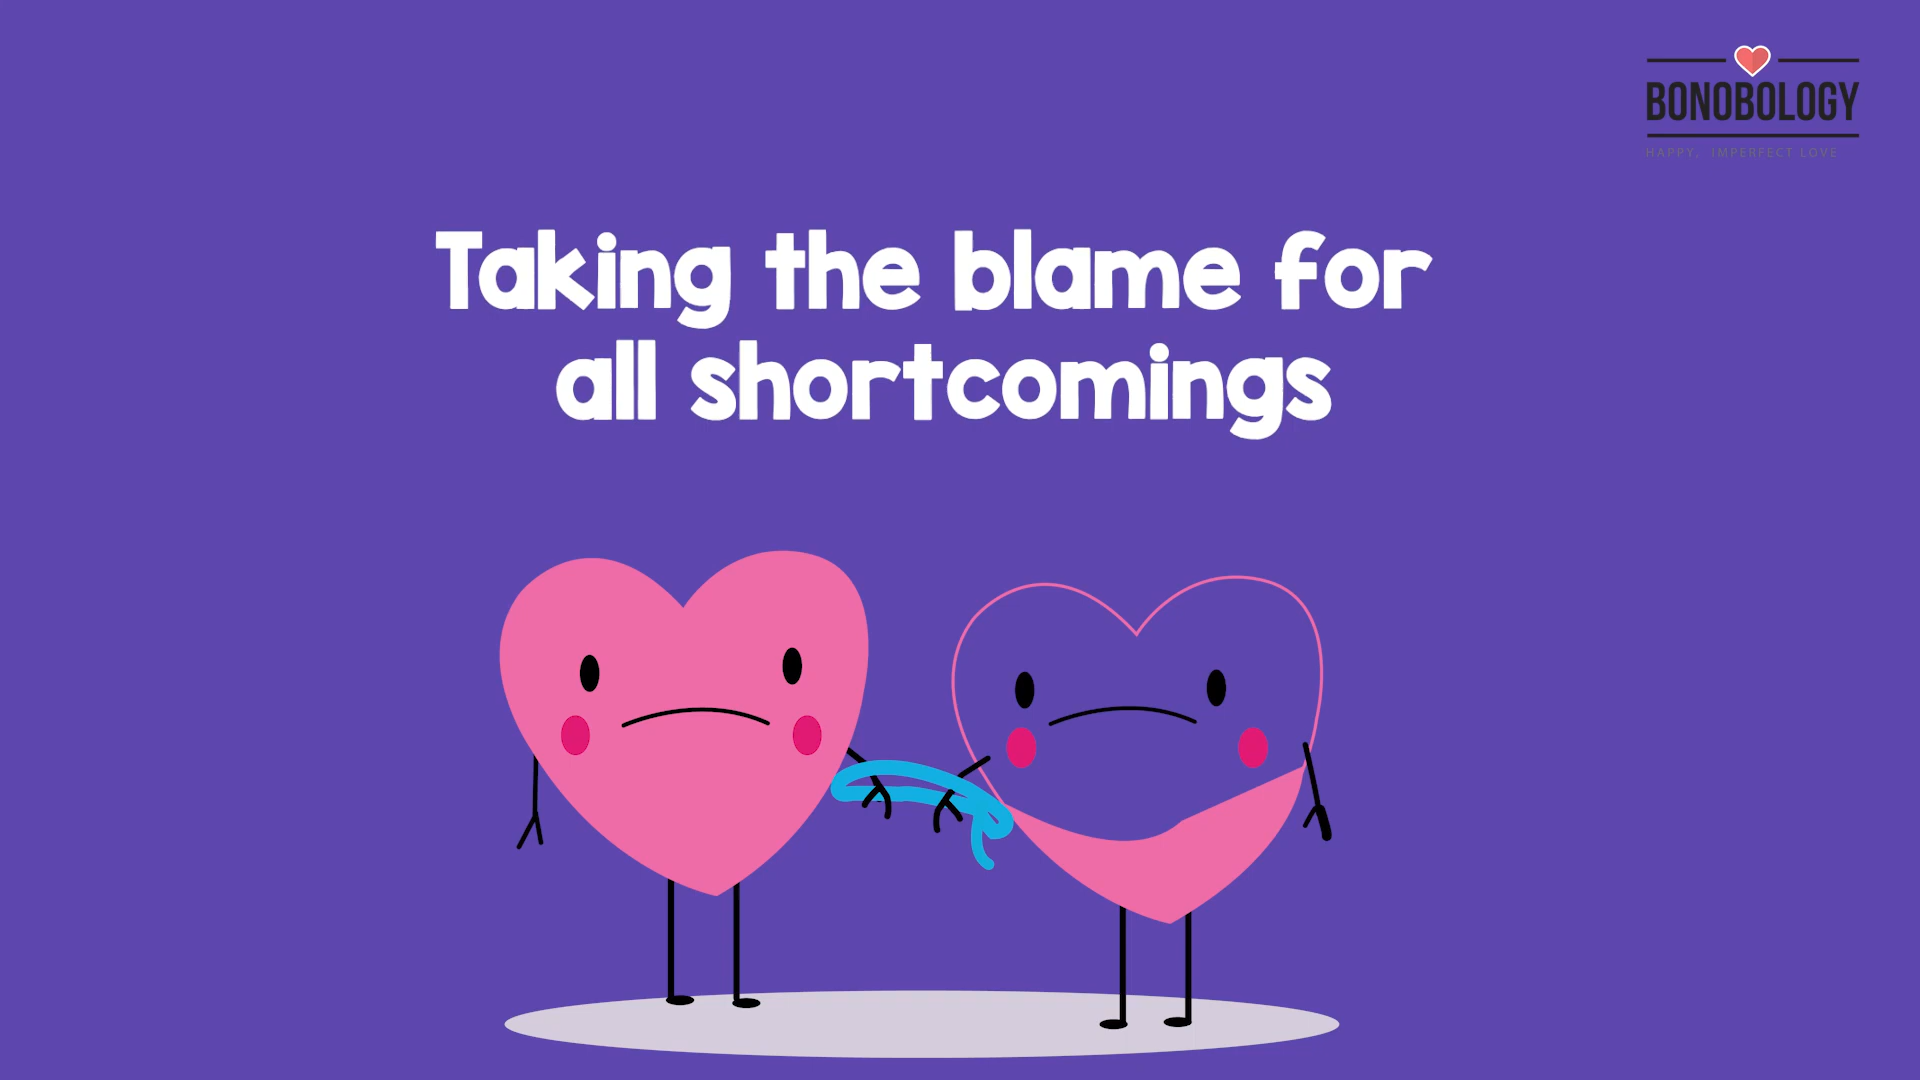 BONOBOLOGY
HAPPY, IMPERFECT LOVE
Taking the blame for
all shortcomings